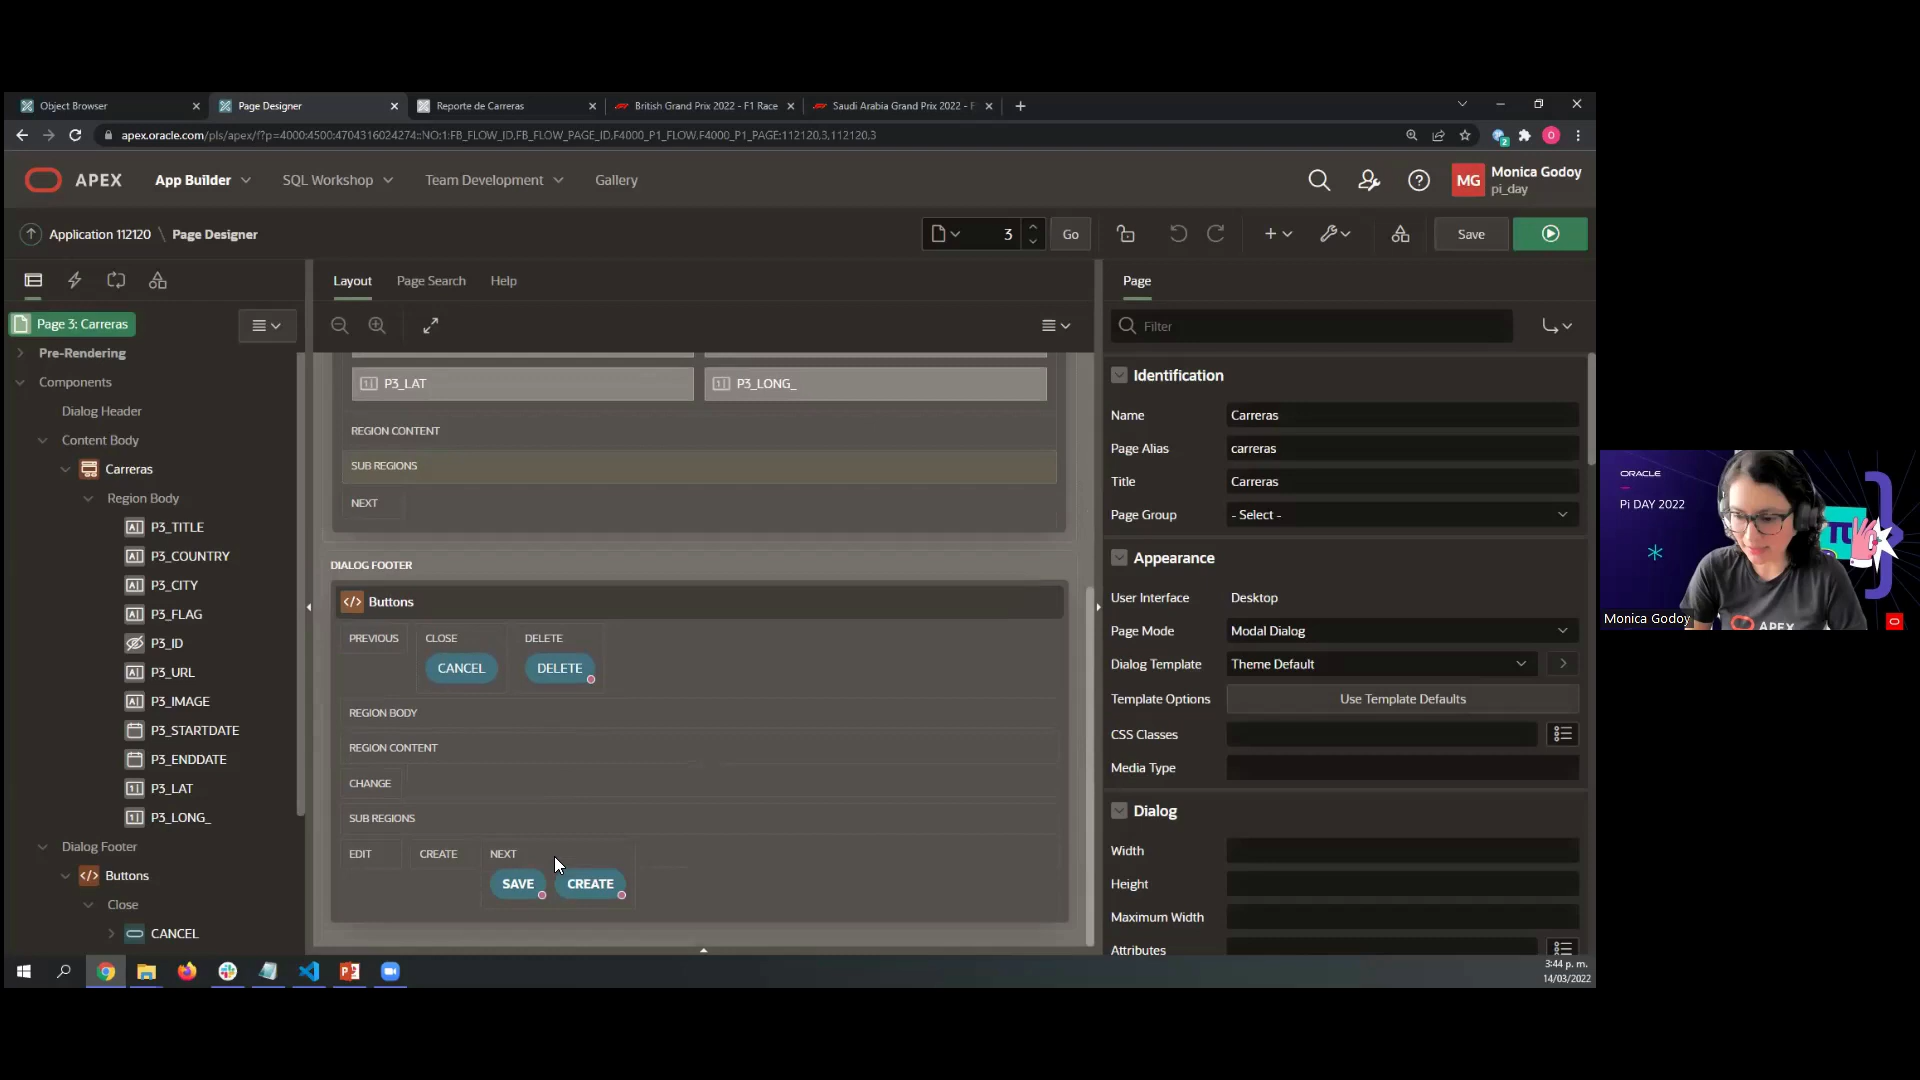 Object Browser
Page Designer
Reporte de Carreras
British Grand Prix 2022 - F1 Race
Saudi Arabia Grand Prix 2022 - F
apex.oracle.com/pls/apex/f?p=4000:4500:4704316024274::NO:1:FB_FLOW_ID,FB_FLOW_PAGE_ID,F4000_P1_FLOW,F4000_P1_PAGE:112120,3,112120,3
2
O
APEX
App Builder
SQL Workshop
Team Development
Gallery
MG
Monica Godoy
pi_day
Application 112120 \ Page Designer
3
Go
Save
Layout
Page Search
Help
Page
Page 3: Carreras
Pre-Rendering
Components
Dialog Header
Content Body
Carreras
Region Body
P3_TITLE
P3_COUNTRY
P3_CITY
P3_FLAG
P3_ID
P3_URL
P3_IMAGE
P3_STARTDATE
P3_ENDDATE
P3_LAT
P3_LONG_
Dialog Footer
Buttons
Close
CANCEL
P3_LAT
P3_LONG_
REGION CONTENT
SUB REGIONS
NEXT
DIALOG FOOTER
Buttons
PREVIOUS
CLOSE
DELETE
CANCEL
DELETE
REGION BODY
REGION CONTENT
CHANGE
SUB REGIONS
EDIT
CREATE
NEXT
SAVE
CREATE
Filter
Identification
Name
Carreras
Page Alias
carreras
Title
Carreras
Page Group
- Select -
Appearance
User Interface
Desktop
Page Mode
Modal Dialog
Dialog Template
Theme Default
Template Options
Use Template Defaults
CSS Classes
Media Type
Dialog
Width
Height
Maximum Width
Attributes
3:44 p. m.
14/03/2022
ORACLE
Pi DAY 2022
APEX
Monica Godoy